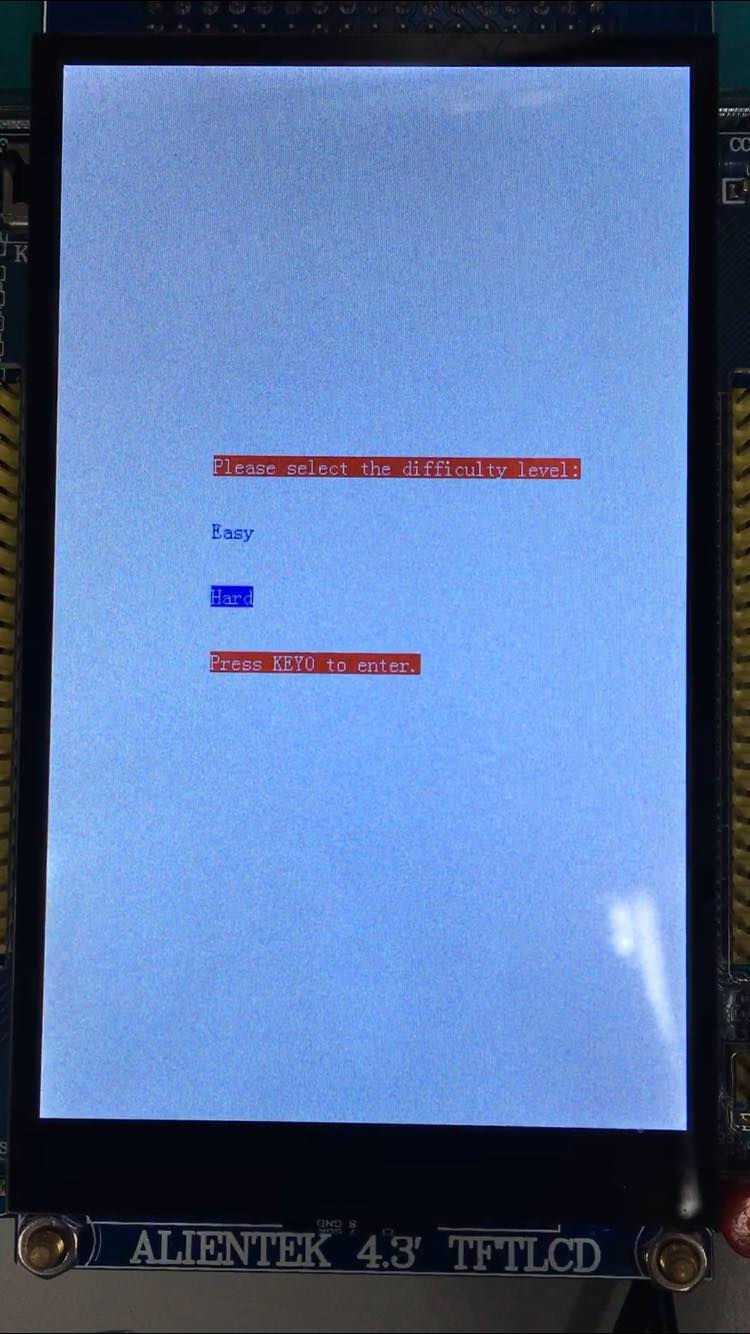 Please select the difficulty level:
Easy
Hard
Press KEY0 to enter.
ALIENTEK 4.3' TFTLCD